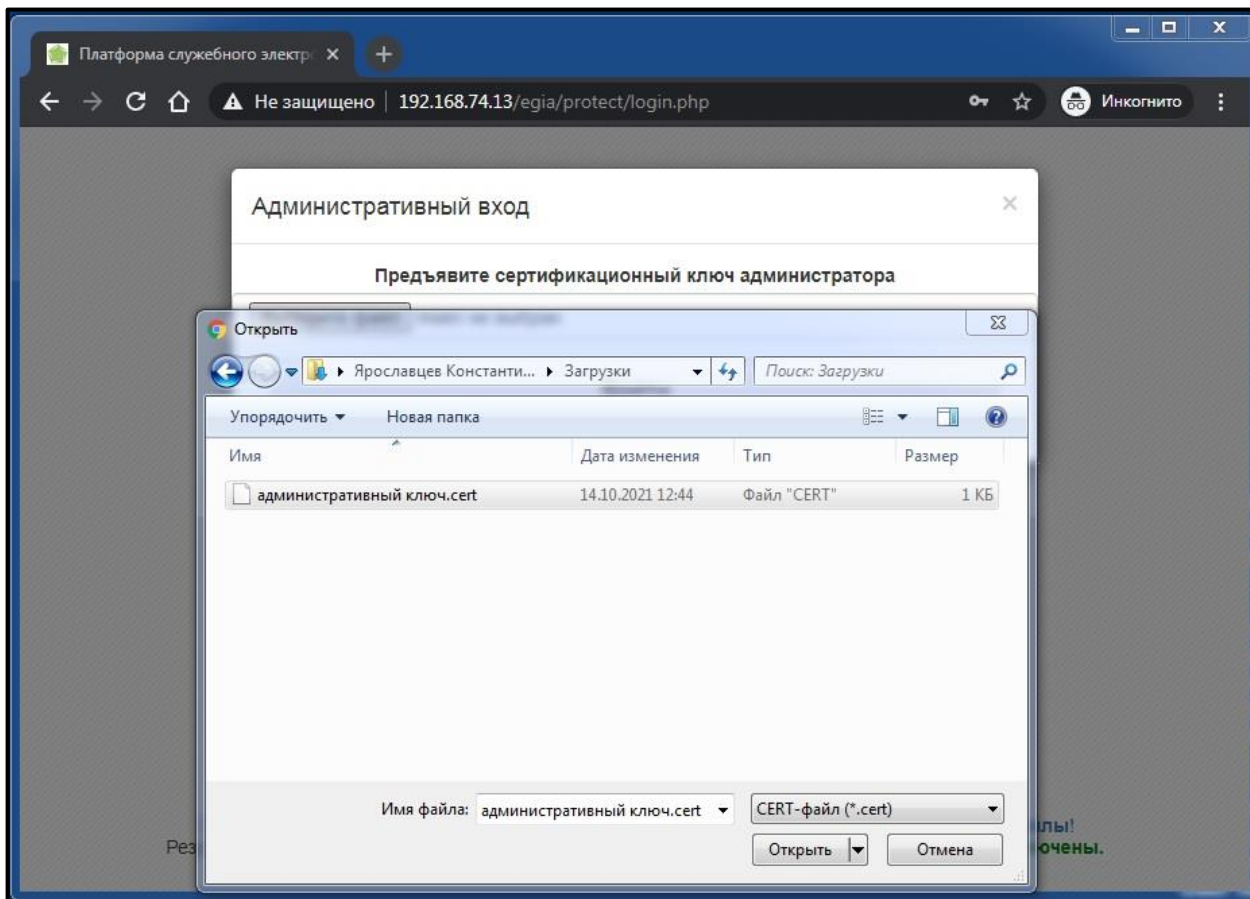 Платформа служебного электр
Не защищено 192.168.74.13/egia/protect/login.php Инкогнито
Административный вход
Предъявите сертификационный ключ администратора
Открыть
Ярославцев Константи... Загрузки Поиск: Загрузки
Упорядочить Новая папка
Имя Дата изменения Тип Размер
административный ключ.cert 14.10.2021 12:44 Файл "CERT" 1 КБ
Имя файла: административный ключ.cert CERT-файл (*.cert)
Открыть Отмена